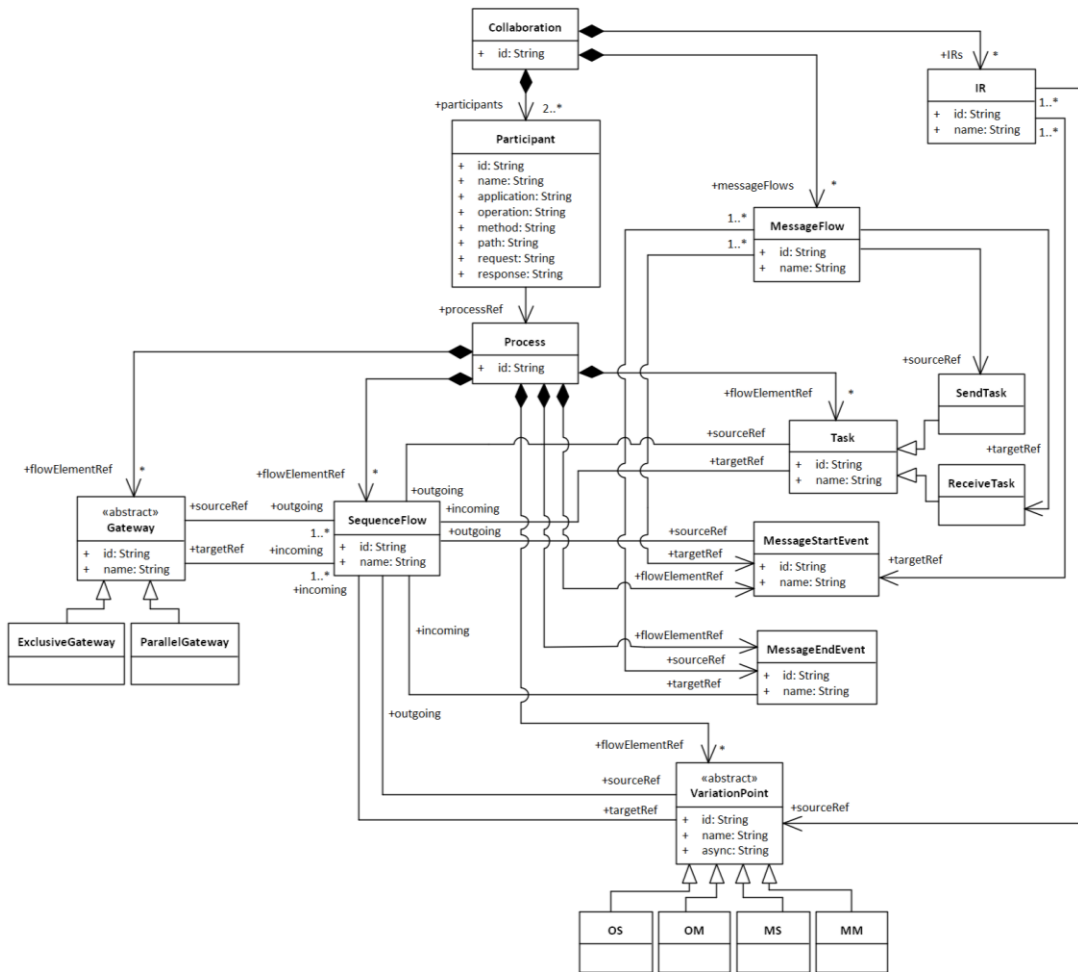 Collaboration
+ id: String
+IRs
*
IR
+ id: String
+ name: String
1..*
1..*
+participants
2..*
Participant
+ id: String
+ name: String
+ application: String
+ operation: String
+ method: String
+ path: String
+ request: String
+ response: String
+messageFlows
*
1..*
1..*
MessageFlow
+ id: String
+ name: String
+processRef
Process
+ id: String
+sourceRef
SendTask
+flowElementRef
*
Task
+ id: String
+ name: String
+targetRef
ReceiveTask
+sourceRef
+targetRef
+flowElementRef
*
«abstract»
Gateway
+ id: String
+ name: String
+sourceRef
+targetRef
+flowElementRef
*
+outgoing
1..*
+incoming
1..*
+incoming
SequenceFlow
+ id: String
+ name: String
+outgoing
+incoming
+outgoing
+sourceRef
+targetRef
+flowElementRef
MessageStartEvent
+ id: String
+ name: String
+targetRef
ExclusiveGateway
ParallelGateway
+incoming
+flowElementRef
+sourceRef
+targetRef
MessageEndEvent
+ id: String
+ name: String
+outgoing
+flowElementRef
*
+sourceRef
+targetRef
«abstract»
VariationPoint
+ id: String
+ name: String
+ async: String
+sourceRef
OS
OM
MS
MM